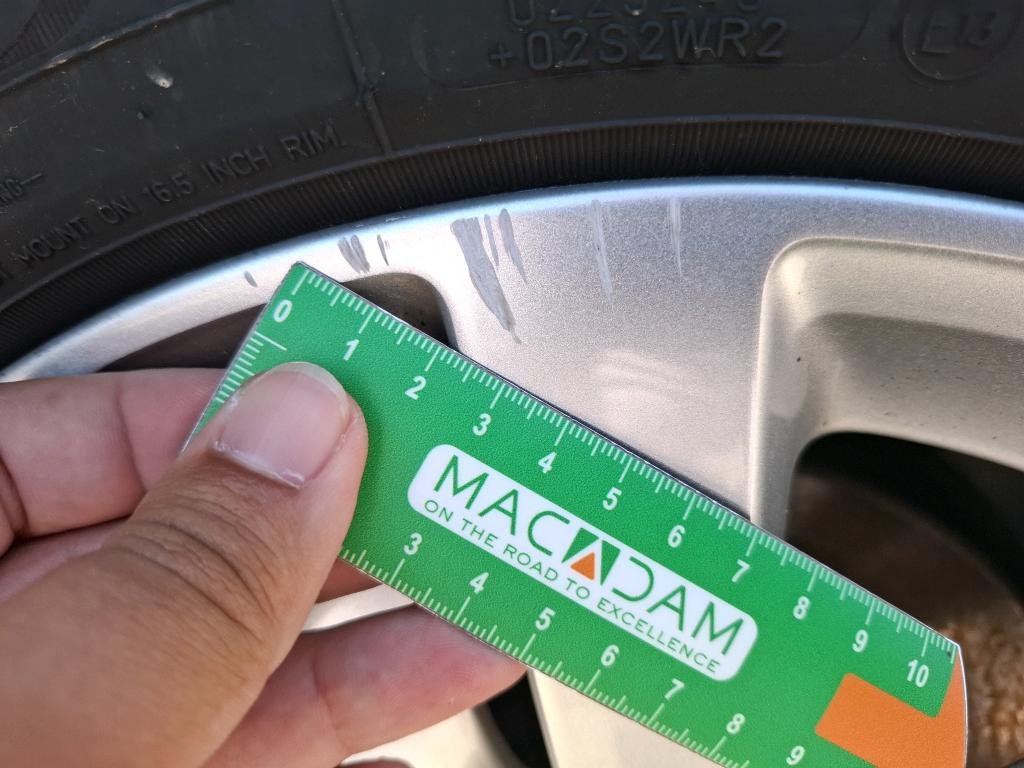 +02S2WR2
E13
MOUNT ON 16.5 INCH RIM.
0 1 2 3 4 5 6 7 8 9 10
MACADAM
ON THE ROAD TO EXCELLENCE
3 4 5 6 7 8 9